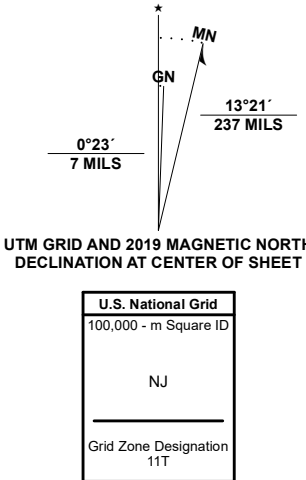 MN
GN
13°21´
237 MILS
0°23´
7 MILS
UTM GRID AND 2019 MAGNETIC NORTH
DECLINATION AT CENTER OF SHEET
U.S. National Grid
100,000 - m Square ID
NJ
Grid Zone Designation
11T